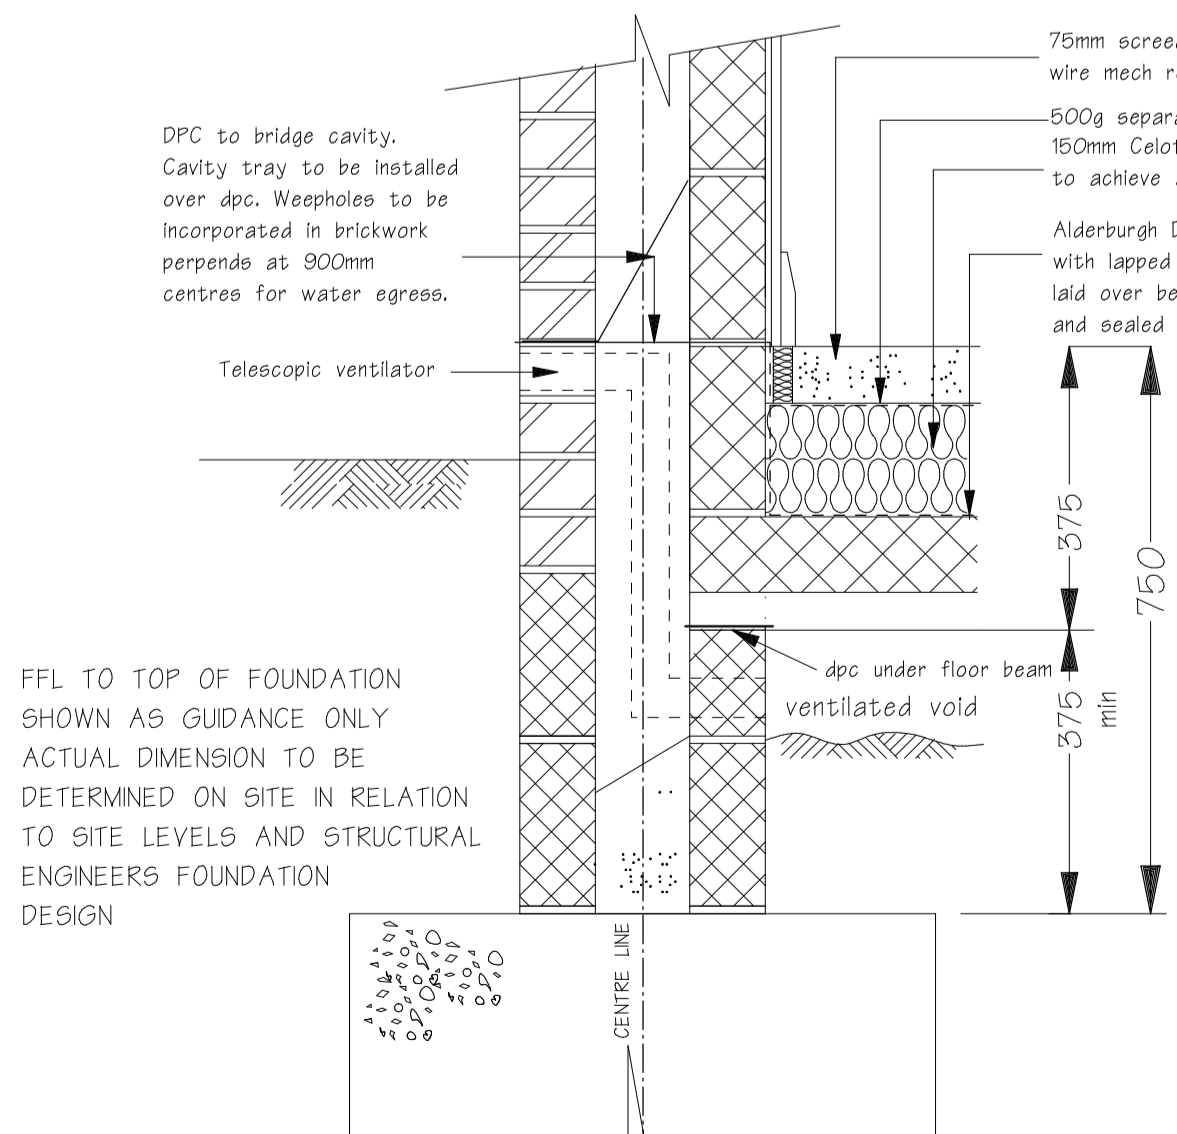 75mm
wire mech
DPC to bridge cavity.
Cavity tray to be installed
over dpc. Weepholes to be
incorporated in brickwork
perpends at 900mm
centres for water egress.
500g
150mm
to achieve
Alderburgh
with lapped
laid over
and sealed
Telescopic ventilator
375
750
375
min
dpc under floor beam
ventilated void
FFL TO TOP OF FOUNDATION
SHOWN AS GUIDANCE ONLY
ACTUAL DIMENSION TO BE
DETERMINED ON SITE IN RELATION
TO SITE LEVELS AND STRUCTURAL
ENGINEERS FOUNDATION
DESIGN
CENTRE LINE